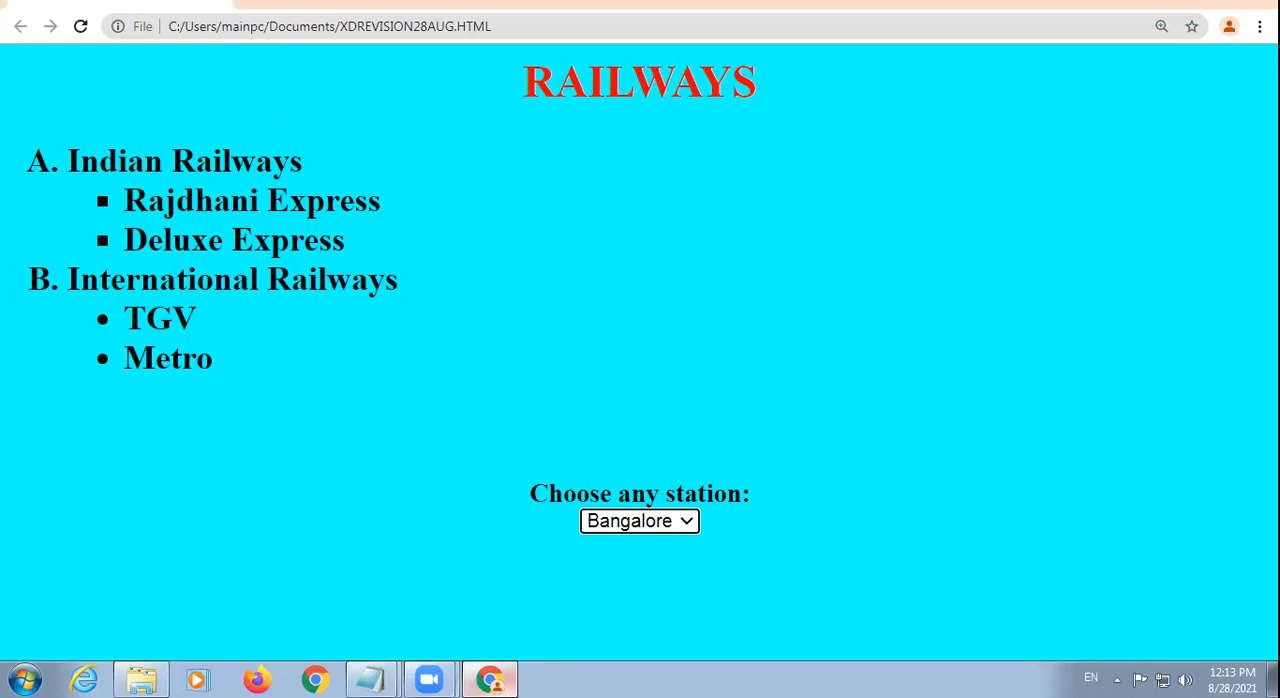 File
C:/Users/mainpc/Documents/XDREVISION28AUG.HTML
RAILWAYS
A. Indian Railways
Rajdhani Express
Deluxe Express
B. International Railways
TGV
Metro
Choose any station:
Bangalore
EN
12:13 PM
8/28/2021